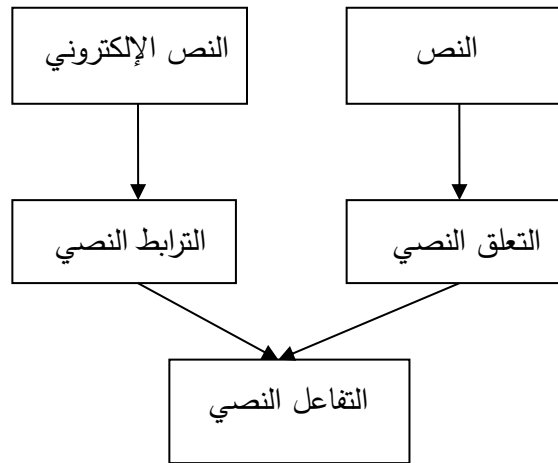 النص
النص الإلكتروني
التعلق النصي
الترابط النصي
التفاعل النصي